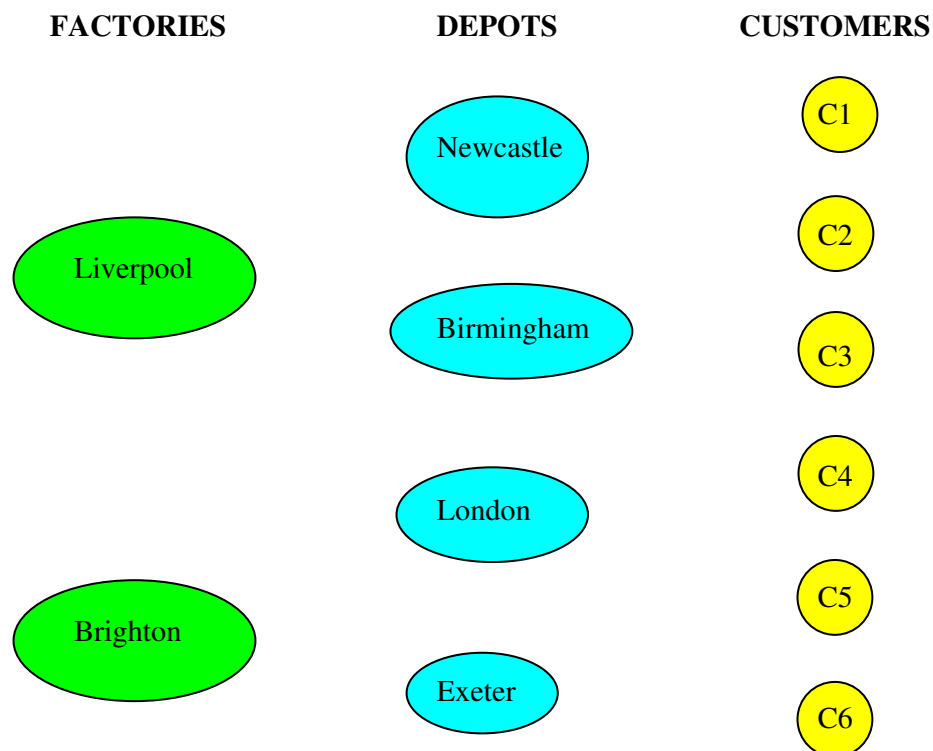 FACTORIES DEPOTS CUSTOMERS
C1
Newcastle
C2
Liverpool
Birmingham
C3
C4
London
C5
Brighton
Exeter
C6